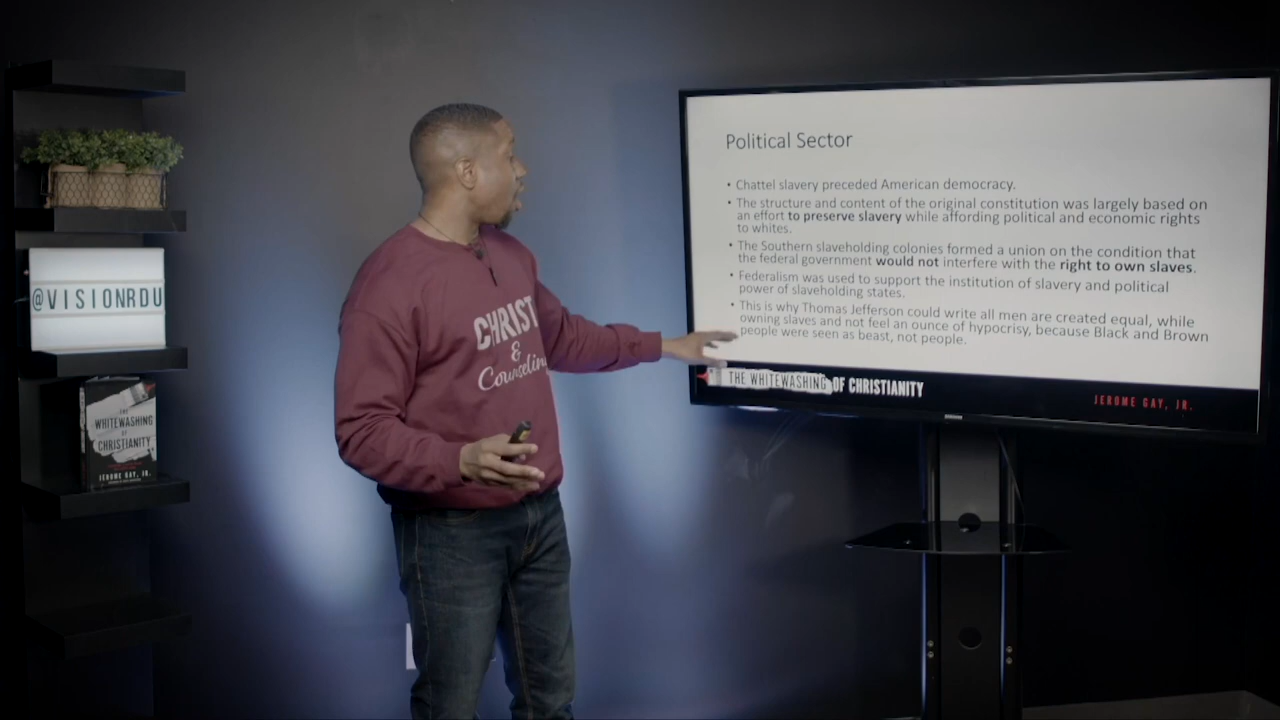 @VISIONRDU
THE
WHITEWASHING
OF
CHRISTIANITY
JEROME GAY, JR.
CHRIST
&
Counseling
Political Sector
• Chattel slavery preceded American democracy.
• The structure and content of the original constitution was largely based on
an effort to preserve slavery while affording political and economic rights
to whites.
• The Southern slaveholding colonies formed a union on the condition that
the federal government would not interfere with the right to own slaves.
• Federalism was used to support the institution of slavery and political
power of slaveholding states.
• This is why Thomas Jefferson could write all men are created equal, while
owning slaves and not feel an ounce of hypocrisy, because Black and Brown
people were seen as beast, not people.
THE WHITEWASHING OF CHRISTIANITY
JEROME GAY, JR.